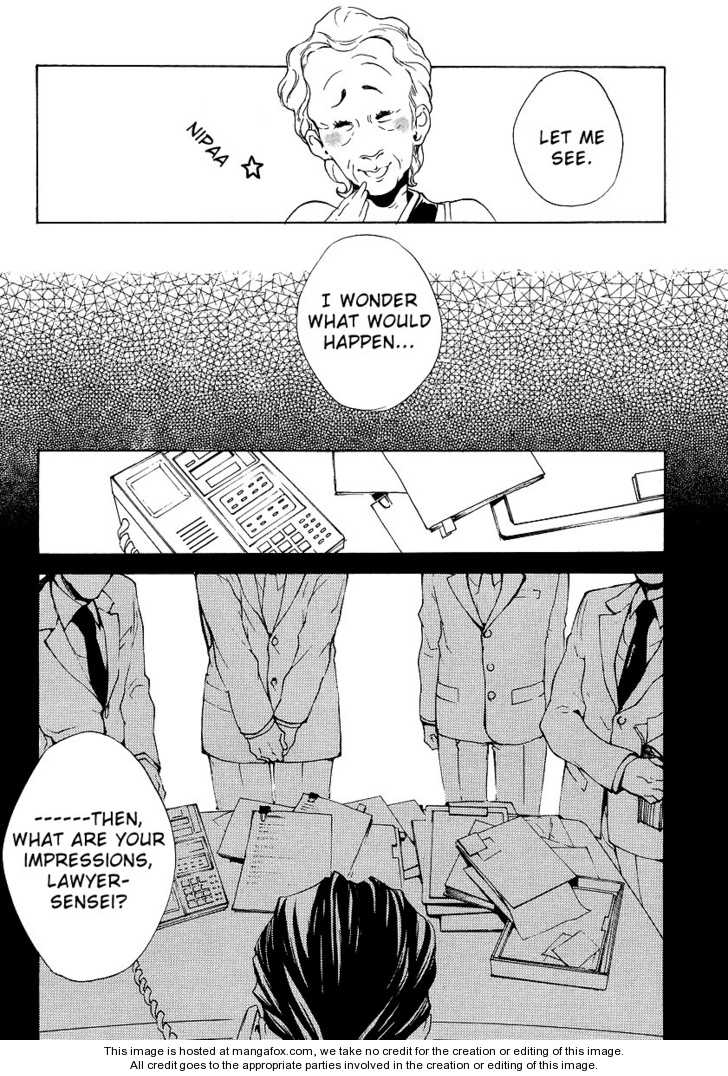 LET ME
SEE.
NIPAA ☆
I WONDER
WHAT WOULD
HAPPEN...
------THEN,
WHAT ARE YOUR
IMPRESSIONS,
LAWYER-
SENSEI?
This image is hosted at mangafox.com, we take no credit for the creation or editing of this image.
All credit goes to the appropriate parties involved in the creation or editing of this image.